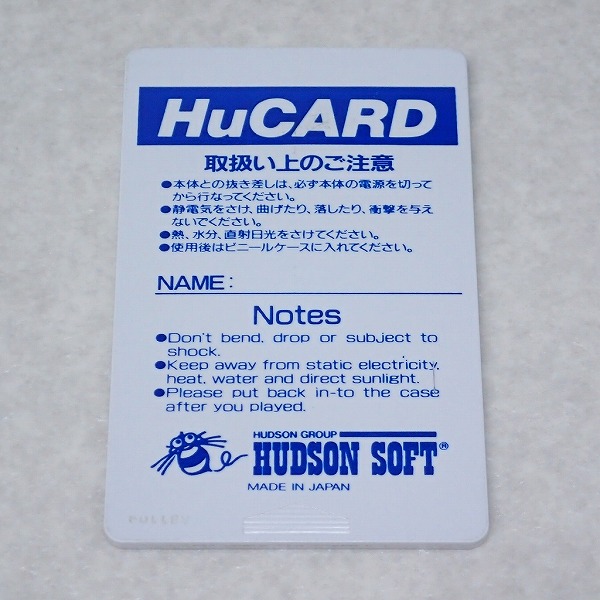 HuCARD
取扱い上のご注意
●本体との抜き差しは、必ず本体の電源を切って
から行なってください。
●静電気をさけ、曲げたり、落したり、衝撃を与え
ないでください。
●熱、水分、直射日光をさけてください。
●使用後はビニールケースに入れてください。
NAME:
Notes
●Don't bend, drop or subject to
shock.
●Keep away from static electricity,
heat, water and direct sunlight.
●Please put back in-to the case
after you played.
HUDSON GROUP
HUDSON SOFT®
MADE IN JAPAN